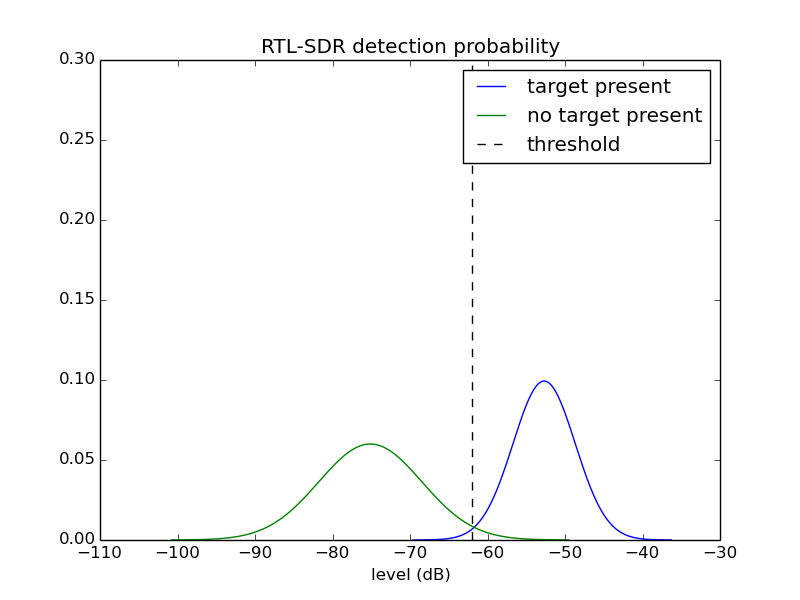 RTL-SDR detection probability
0.30
0.25
0.20
0.15
0.10
0.05
0.00
target present
no target present
threshold
−110 −100 −90 −80 −70 −60 −50 −40 −30
level (dB)